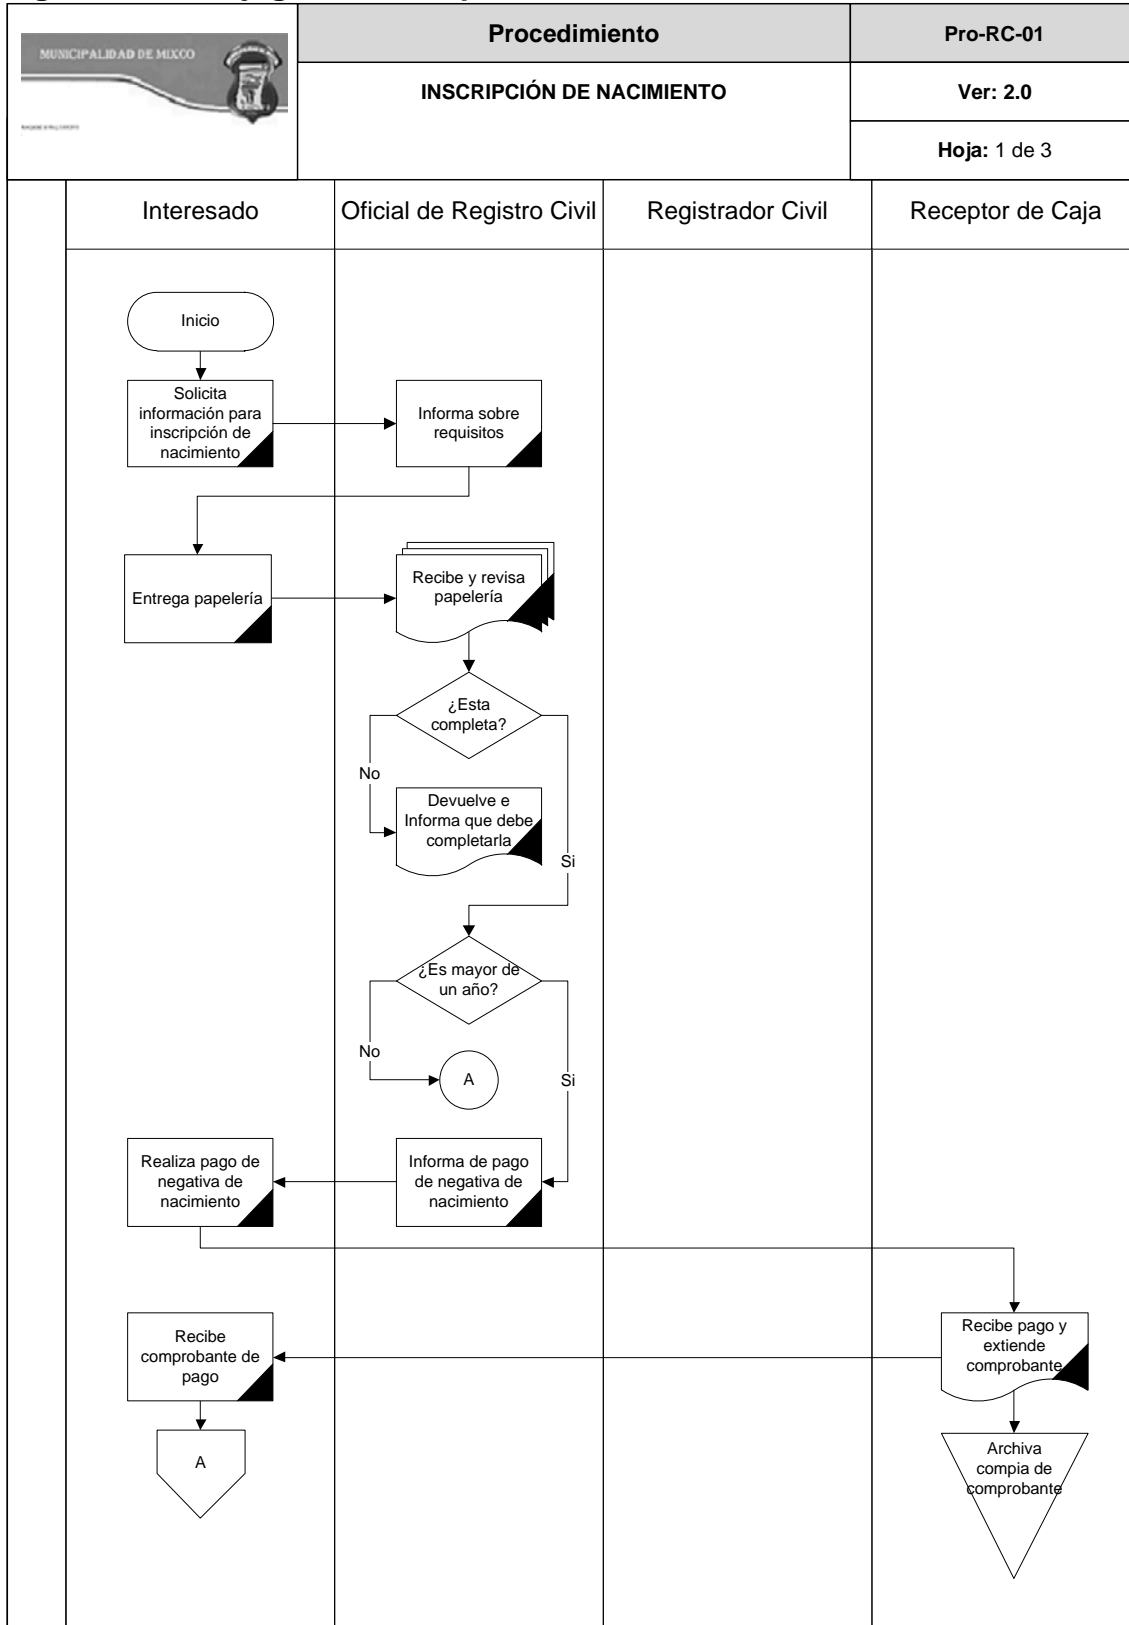 MUNICIPALIDAD DE MIXCO
Procedimiento
Pro-RC-01
INSCRIPCIÓN DE NACIMIENTO
Ver: 2.0
Hoja: 1 de 3
Interesado
Oficial de Registro Civil
Registrador Civil
Receptor de Caja
Inicio
Solicita
información para
inscripción de
nacimiento
Informa sobre
requisitos
Entrega papelería
Recibe y revisa
papelería
¿Esta
completa?
No
Devuelve e
Informa que debe
completarla
Si
¿Es mayor de
un año?
No
A
Si
Realiza pago de
negativa de
nacimiento
Informa de pago
de negativa de
nacimiento
Recibe
comprobante de
pago
Recibe pago y
extiende
comprobante
A
Archiva
compia de
comprobante